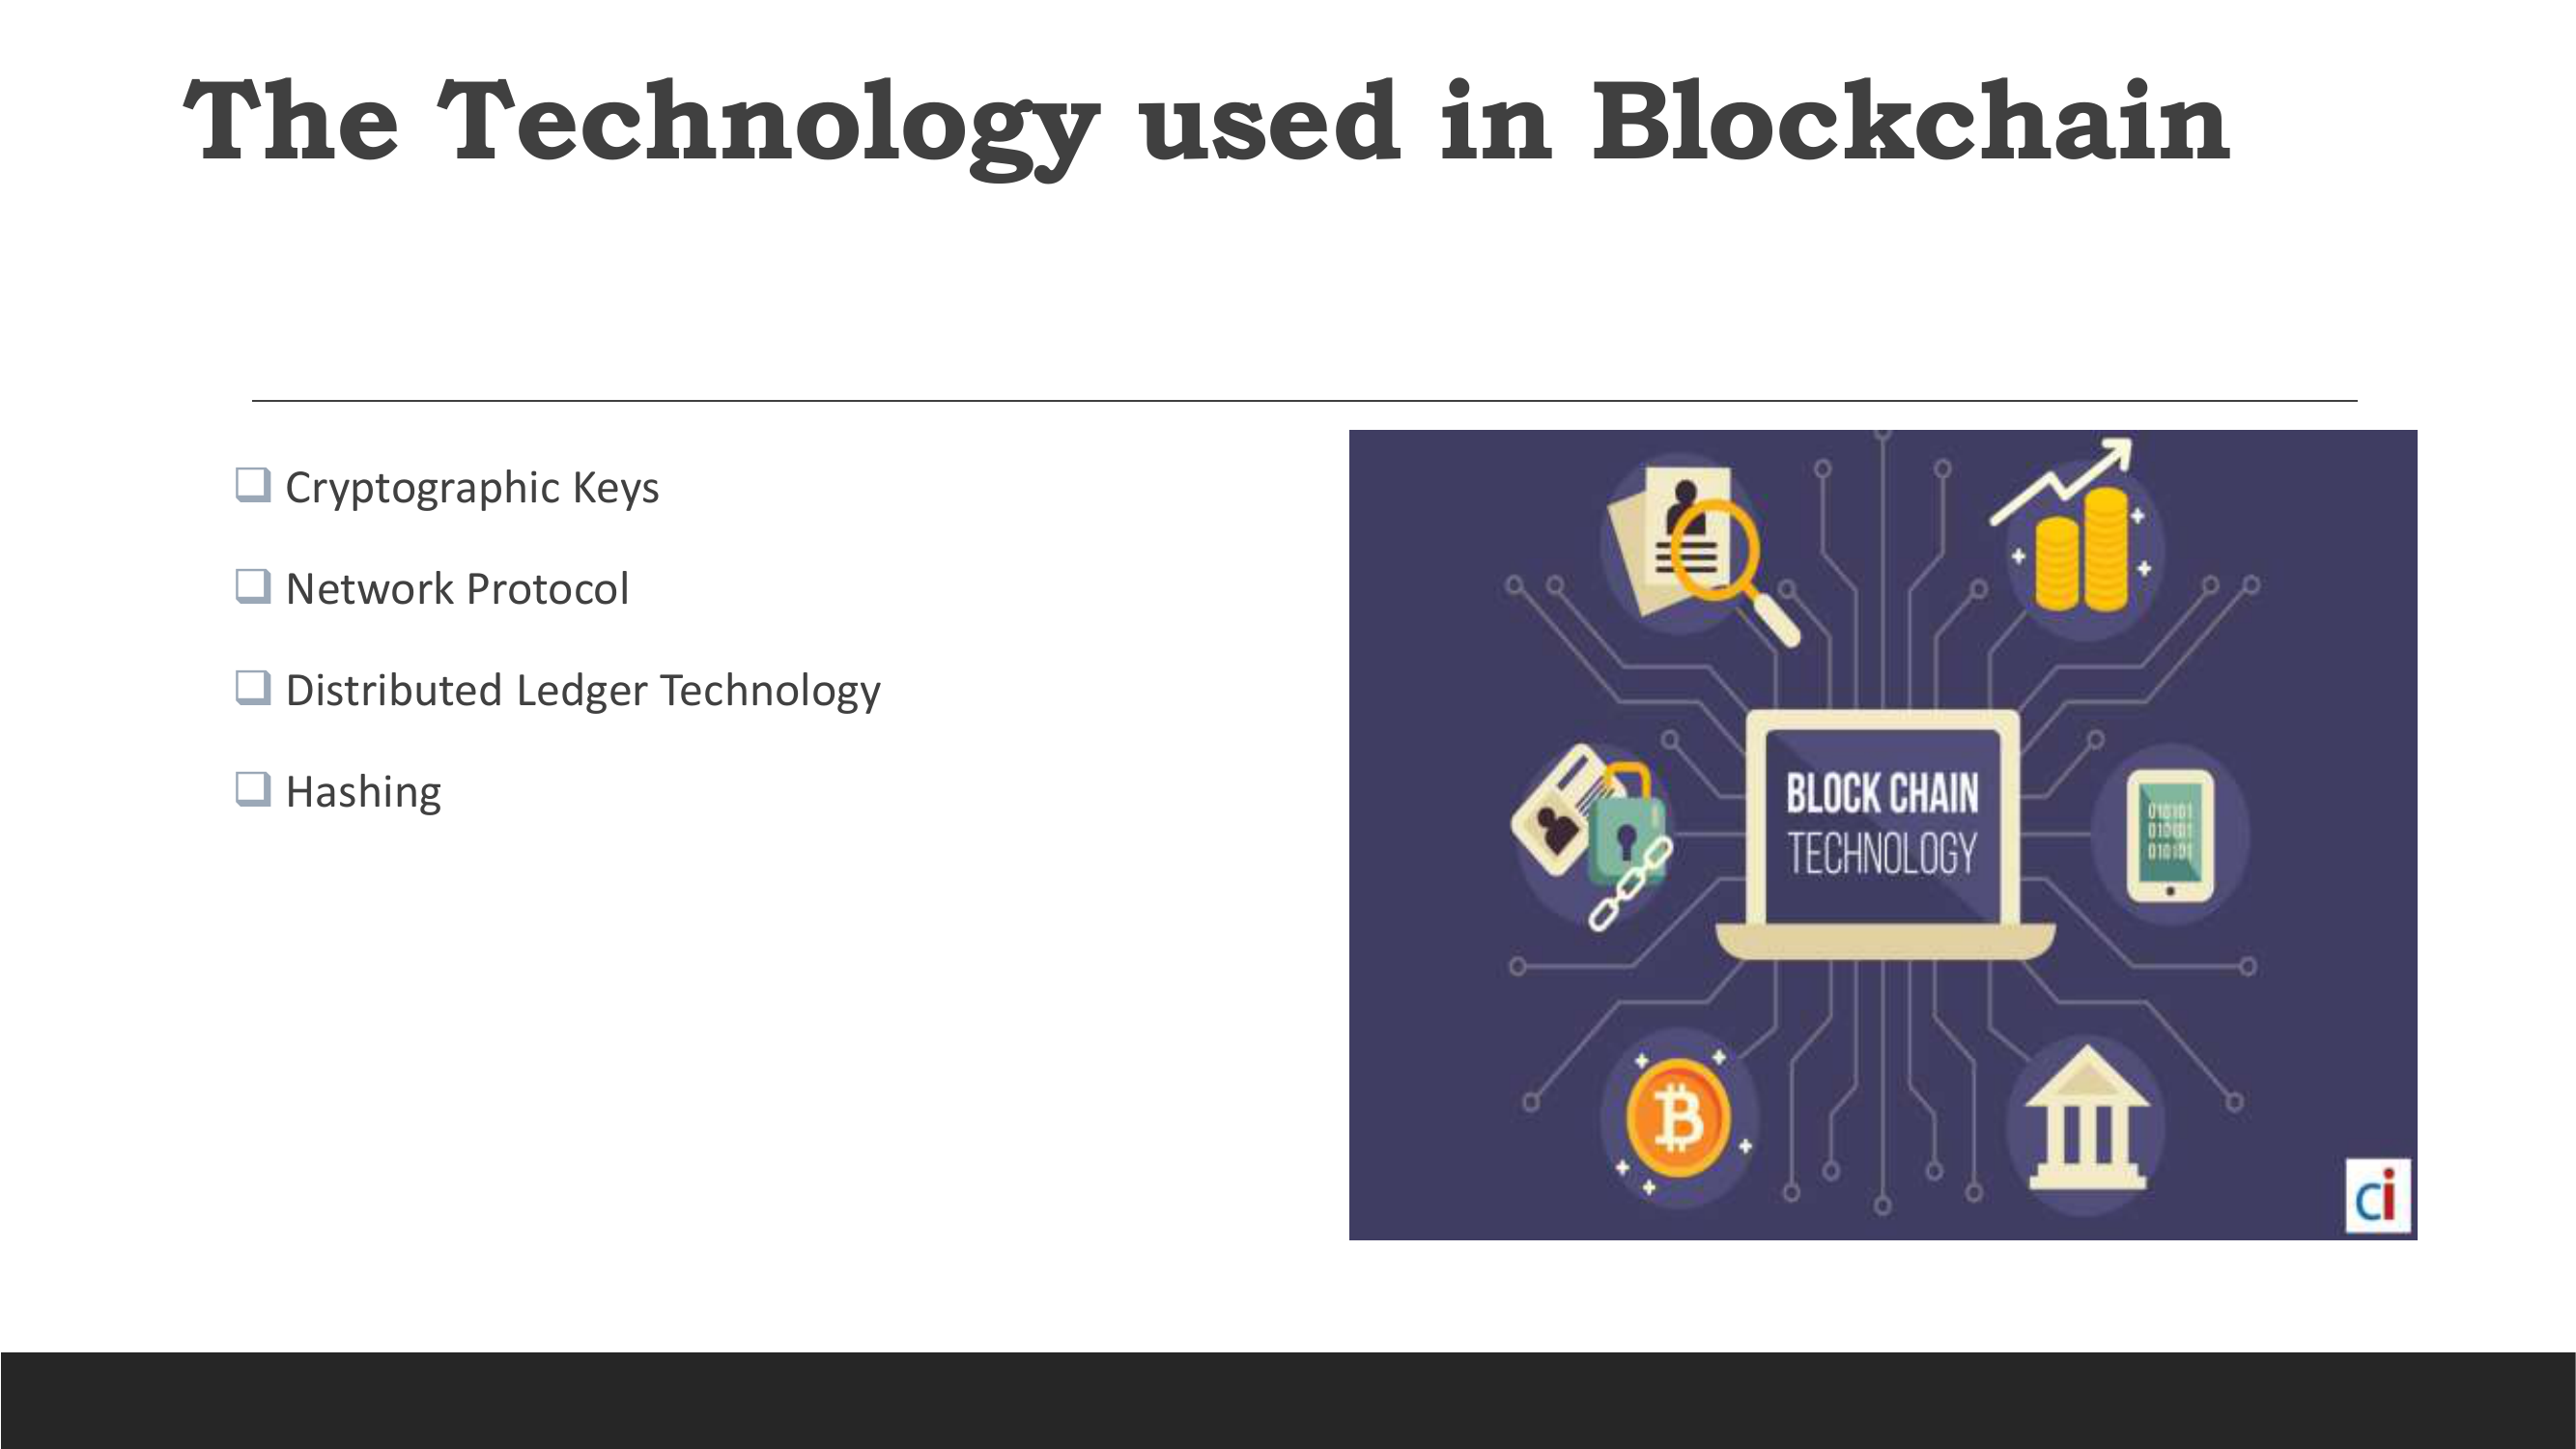 The Technology used in Blockchain
Cryptographic Keys
Network Protocol
Distributed Ledger Technology
Hashing
BLOCK CHAIN
TECHNOLOGY
010101
010101
010101
ci